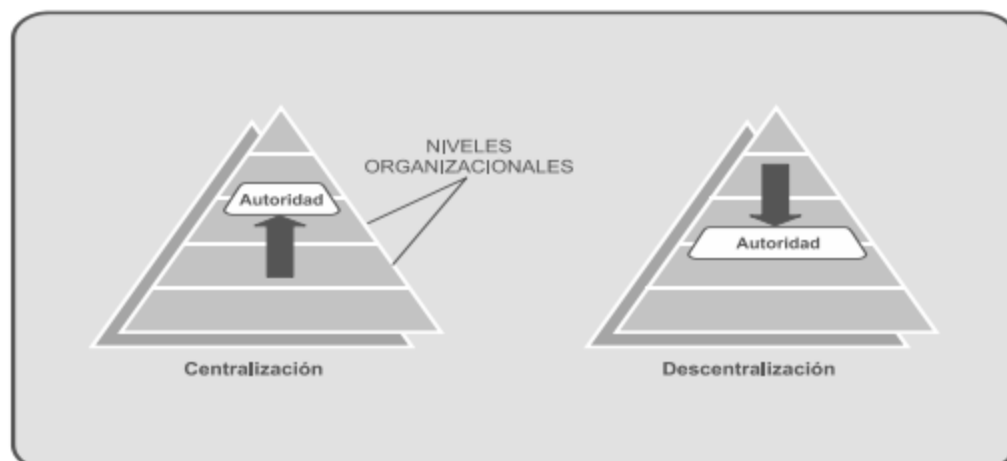 NIVELES
ORGANIZACIONALES
Autoridad
Autoridad
Centralización
Descentralización